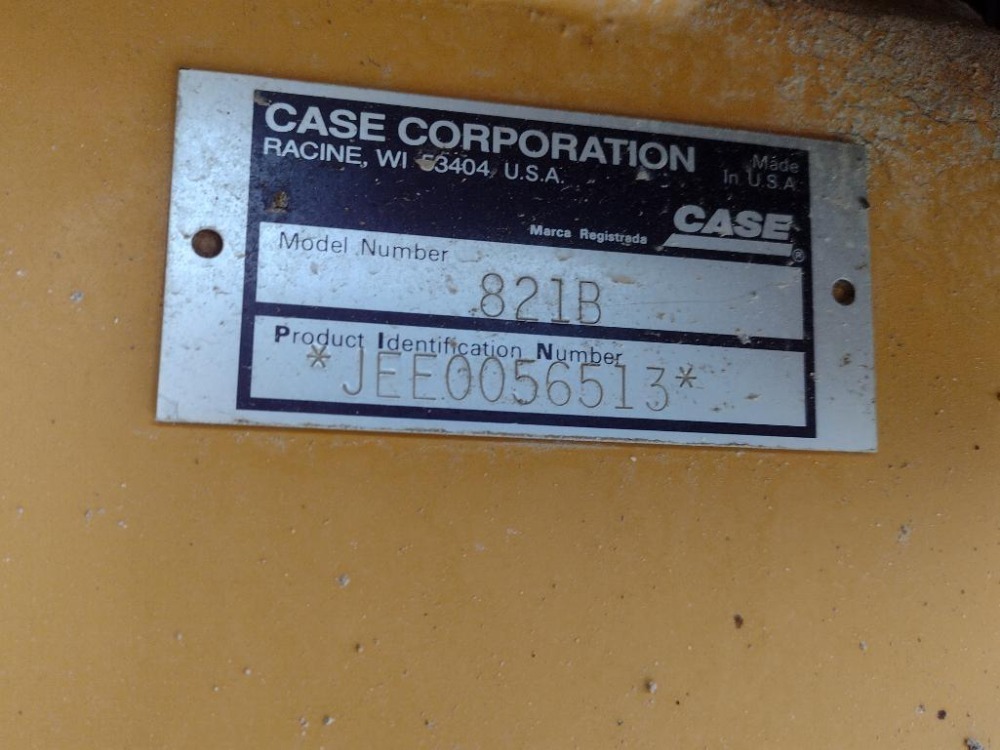 CASE CORPORATION
RACINE, WI 53404, U.S.A.
Made
In U.S.A
Marca Registrada
CASE®
Model Number
821B
Product Identification Number
*JEE0056513*